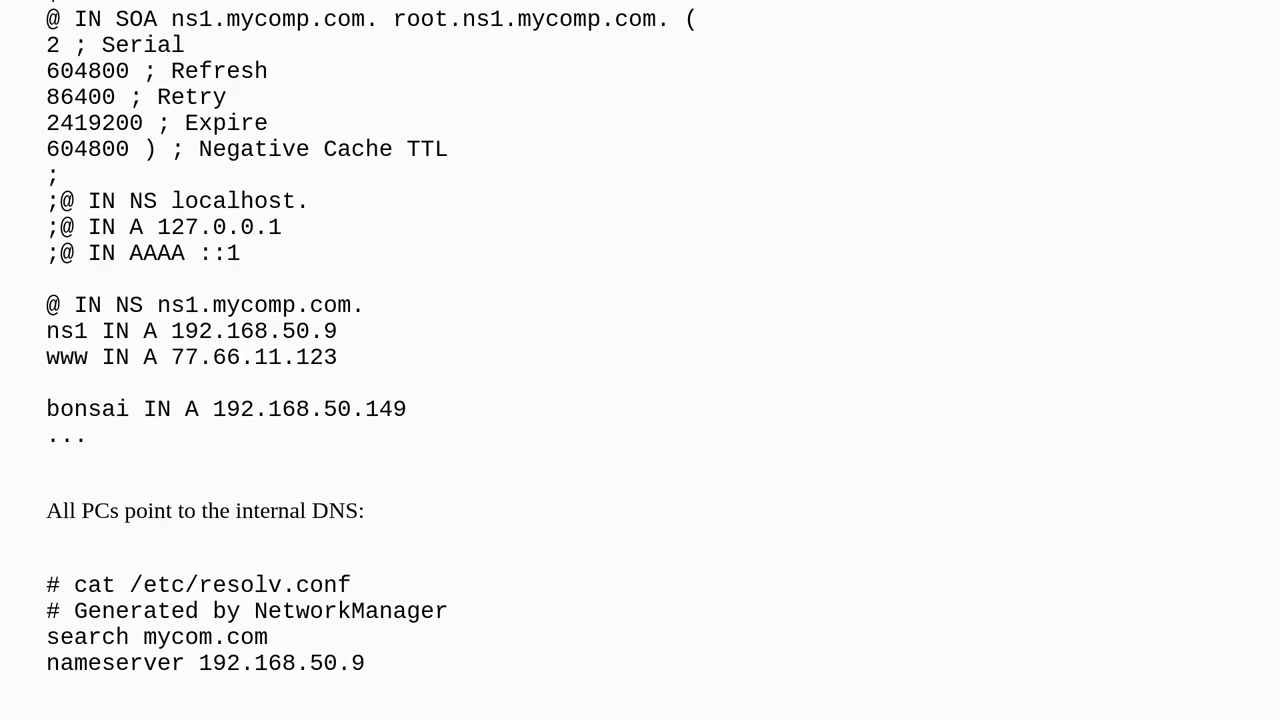 @ IN SOA ns1.mycomp.com. root.ns1.mycomp.com. (
2 ; Serial
604800 ; Refresh
86400 ; Retry
2419200 ; Expire
604800 ) ; Negative Cache TTL
;
;@ IN NS localhost.
;@ IN A 127.0.0.1
;@ IN AAAA ::1
@ IN NS ns1.mycomp.com.
ns1 IN A 192.168.50.9
www IN A 77.66.11.123
bonsai IN A 192.168.50.149
...
All PCs point to the internal DNS:
# cat /etc/resolv.conf
# Generated by NetworkManager
search mycom.com
nameserver 192.168.50.9